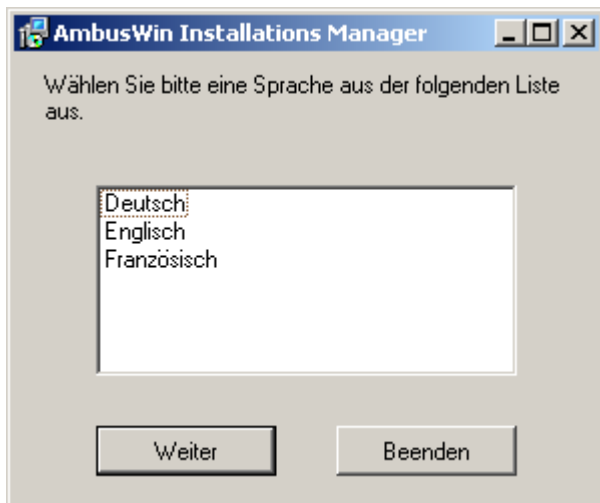 AmbusWin Installations Manager
Wählen Sie bitte eine Sprache aus der folgenden Liste
aus.
Deutsch
Englisch
Französisch
Weiter Beenden